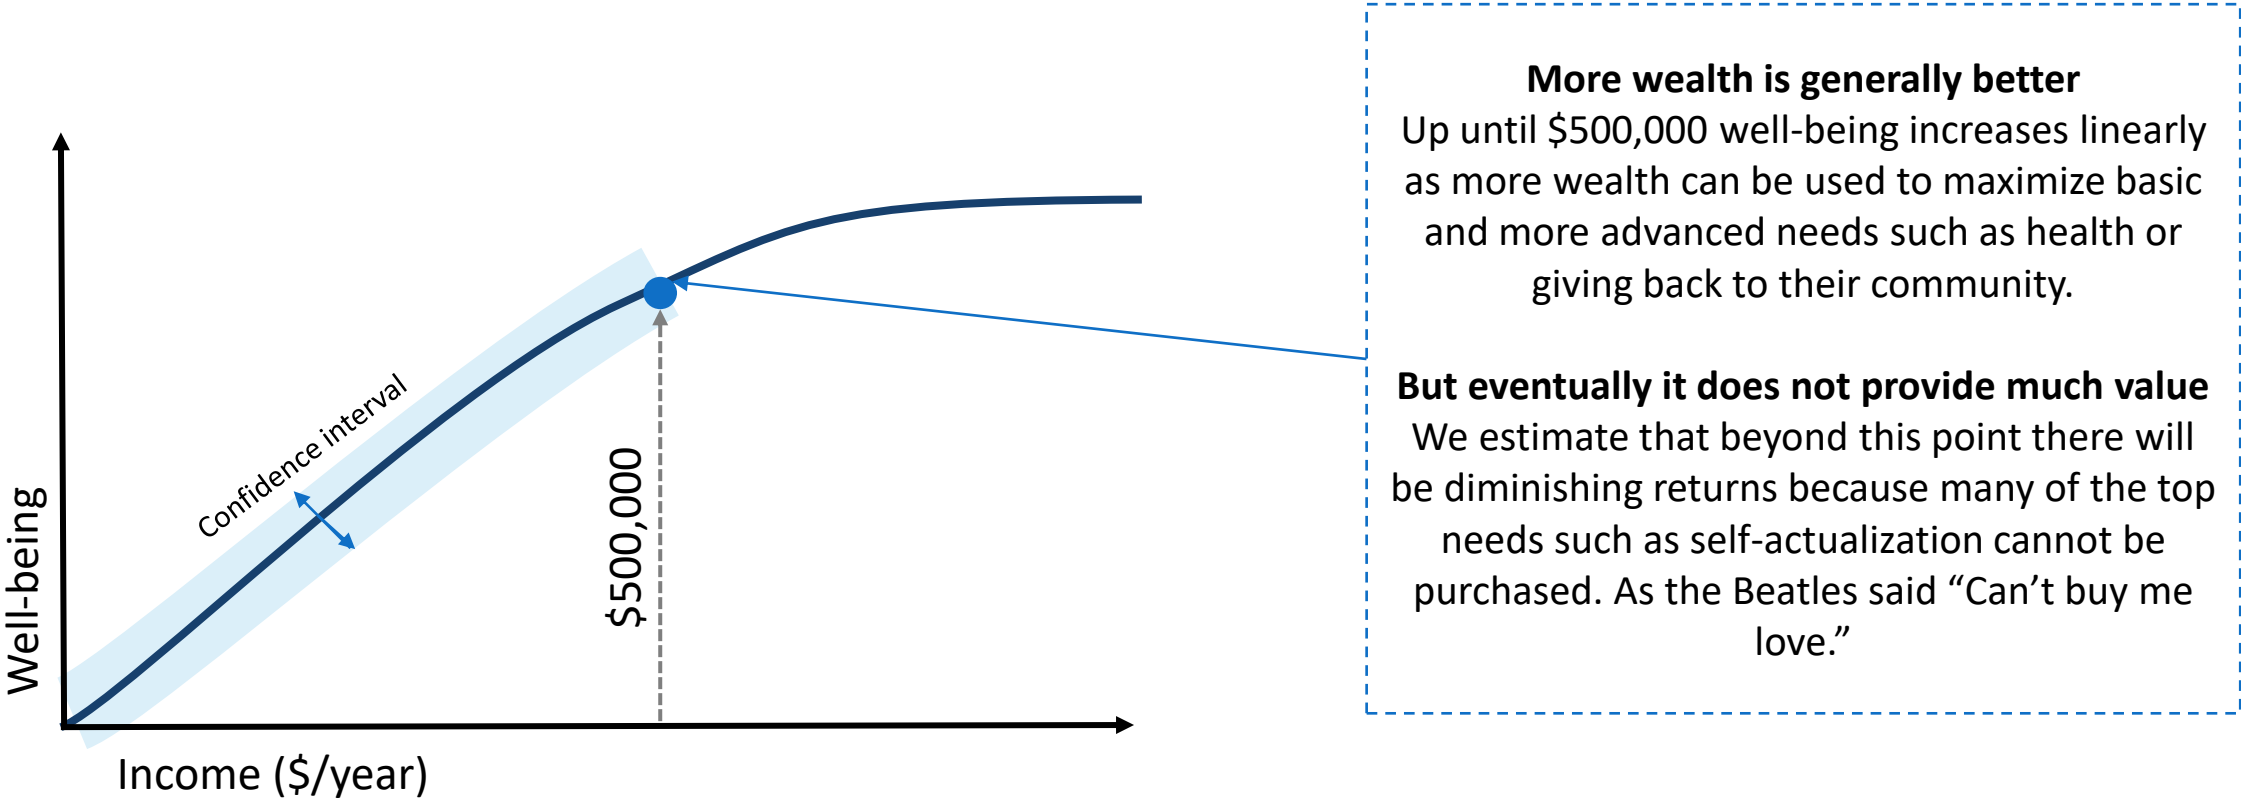 More wealth is generally better
Up until $500,000 well-being increases linearly
as more wealth can be used to maximize basic
and more advanced needs such as health or
giving back to their community.
But eventually it does not provide much value
We estimate that beyond this point there will
be diminishing returns because many of the top
needs such as self-actualization cannot be
purchased. As the Beatles said “Can’t buy me
love.”
Confidence interval
$500,000
Well-being
Income ($/year)